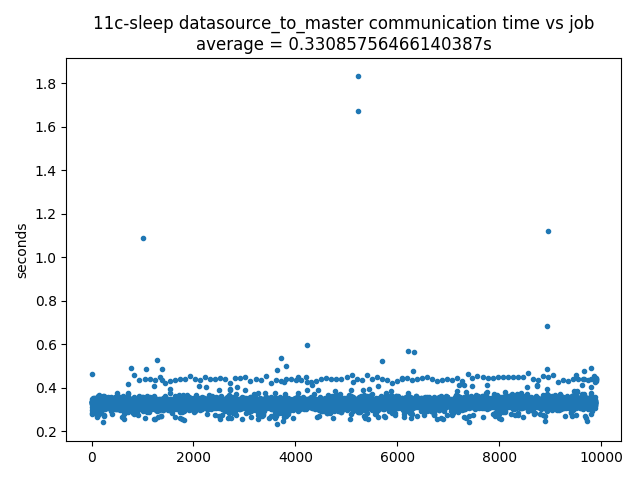 11c-sleep datasource_to_master communication time vs job
average = 0.33085756466140387s
1.8
1.6
1.4
1.2
1.0
0.8
0.6
0.4
0.2
seconds
0 2000 4000 6000 8000 10000